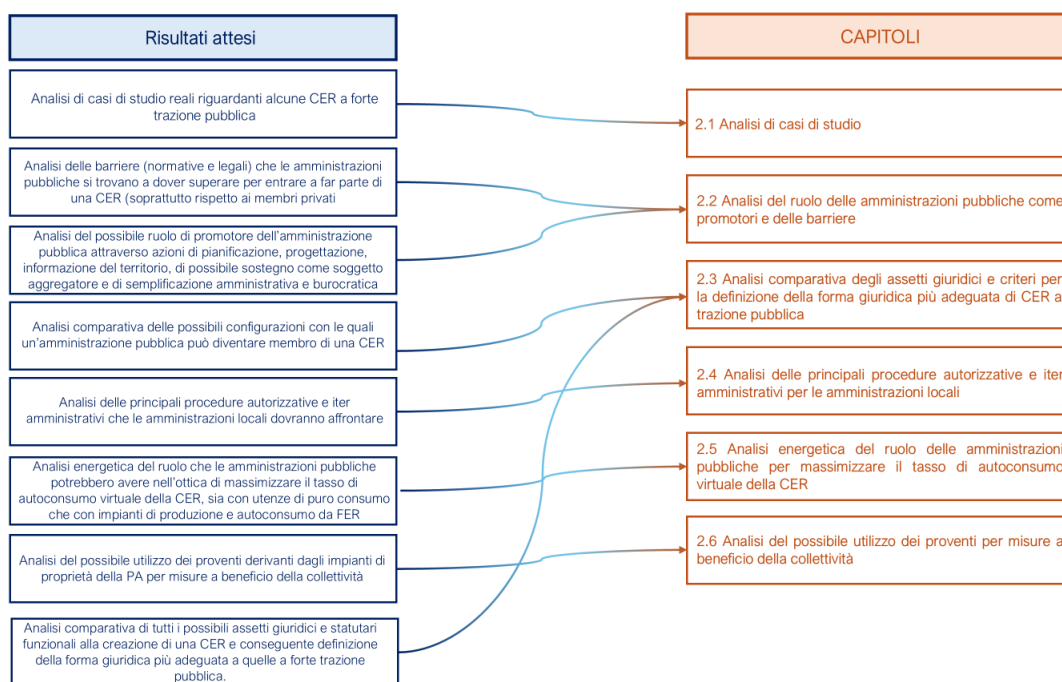 Risultati attesi
Analisi di casi di studio reali riguardanti alcune CER a forte
trazione pubblica
Analisi delle barriere (normative e legali) che le amministrazioni
pubbliche si trovano a dover superare per entrare a far parte di
una CER (soprattutto rispetto ai membri privati
Analisi del possibile ruolo di promotore dell'amministrazione
pubblica attraverso azioni di pianificazione, progettazione,
informazione del territorio, di possibile sostegno come soggetto
aggregatore e di semplificazione amministrativa e burocratica
Analisi comparativa delle possibili configurazioni con le quali
un'amministrazione pubblica può diventare membro di una CER
Analisi delle principali procedure autorizzative e iter
amministrativi che le amministrazioni locali dovranno affrontare
Analisi energetica del ruolo che le amministrazioni pubbliche
potrebbero avere nell'ottica di massimizzare il tasso di
autoconsumo virtuale della CER, sia con utenze di puro consumo
che con impianti di produzione e autoconsumo da FER
Analisi del possibile utilizzo dei proventi derivanti dagli impianti di
proprietà della PA per misure a beneficio della collettività
Analisi comparativa di tutti i possibili assetti giuridici e statutari
funzionali alla creazione di una CER e conseguente definizione
della forma giuridica più adeguata a quelle a forte trazione
pubblica.
CAPITOLI
2.1 Analisi di casi di studio
2.2 Analisi del ruolo delle amministrazioni pubbliche come
promotori e delle barriere
2.3 Analisi comparativa degli assetti giuridici e criteri per
la definizione della forma giuridica più adeguata di CER a
trazione pubblica
2.4 Analisi delle principali procedure autorizzative e iter
amministrativi per le amministrazioni locali
2.5 Analisi energetica del ruolo delle amministrazioni
pubbliche per massimizzare il tasso di autoconsumo
virtuale della CER
2.6 Analisi del possibile utilizzo dei proventi per misure a
beneficio della collettività